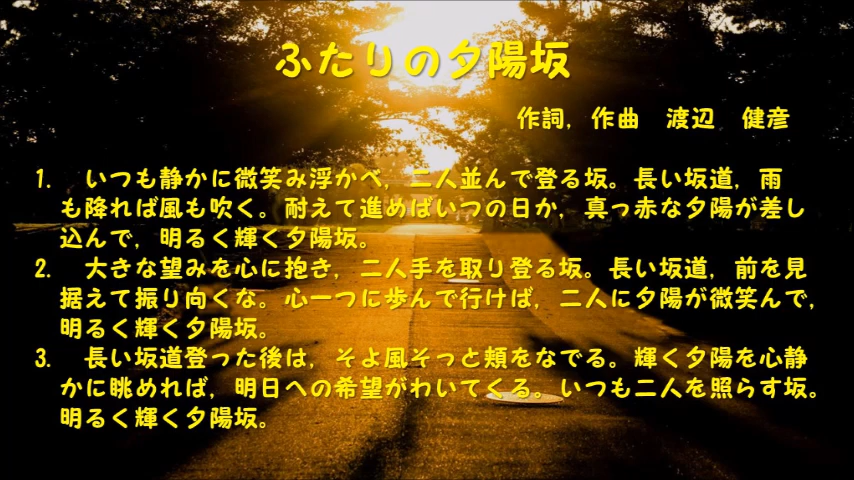 ふたりの夕陽坂
作詞，作曲　渡辺　健彦
1.　いつも静かに微笑み浮かべ，二人並んで登る坂。長い坂道，雨
も降れば風も吹く。耐えて進めばいつの日か，真っ赤な夕陽が差し
込んで，明るく輝く夕陽坂。
2.　大きな望みを心に抱き，二人手を取り登る坂。長い坂道，前を見
据えて振り向くな。心一つに歩んで行けば，二人に夕陽が微笑んで，
明るく輝く夕陽坂。
3.　長い坂道登った後は，そよ風そっと頬をなでる。輝く夕陽を心静
かに眺めれば，明日への希望がわいてくる。いつも二人を照らす坂。
明るく輝く夕陽坂。